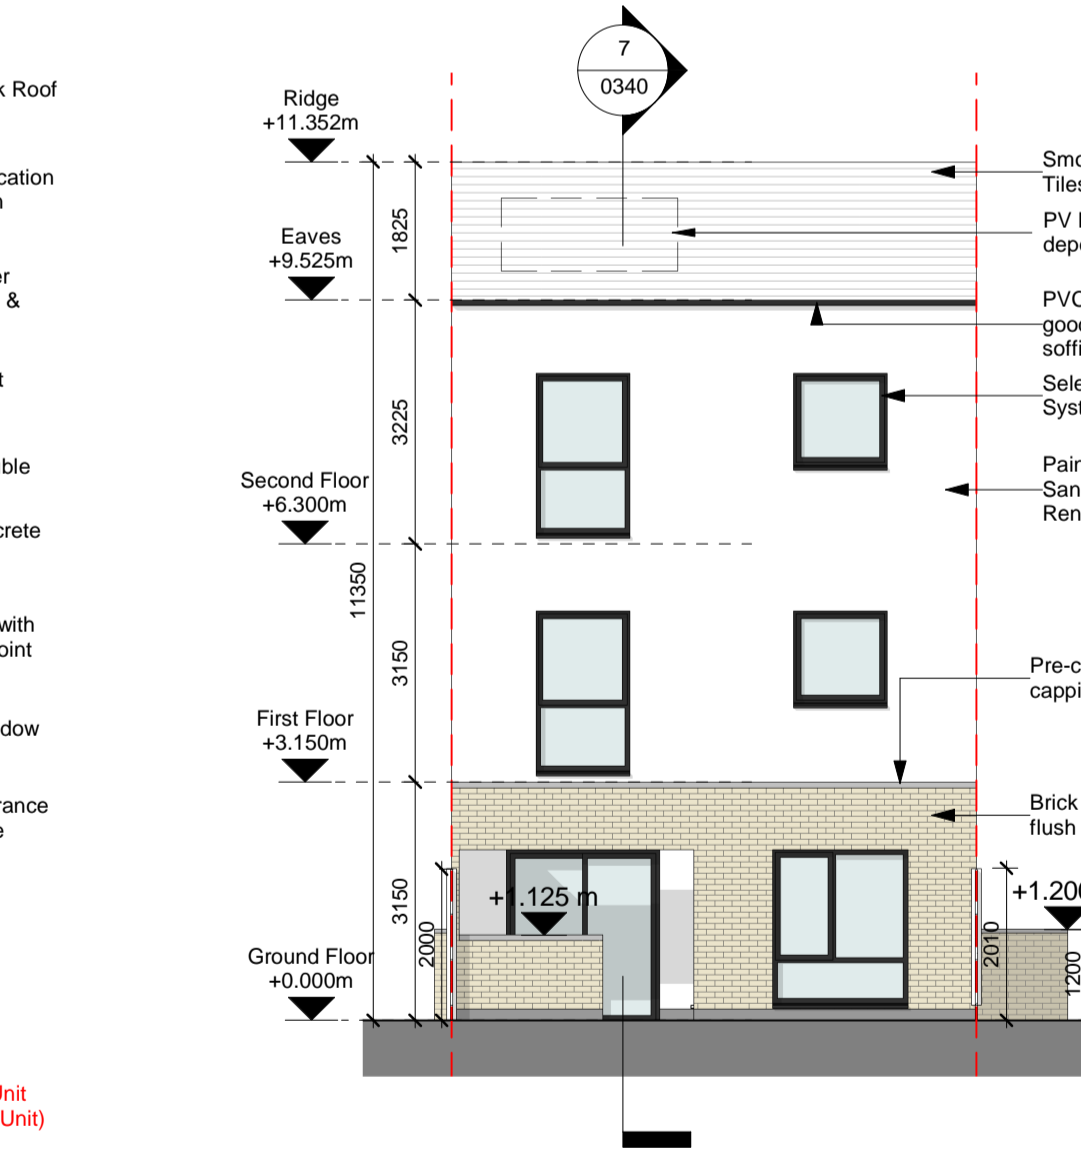 k Roof
cation
n
er
&
t
ble
crete
with
oint
dow
rance
e
Unit
Unit)
7
0340
Ridge
+11.352m
Eaves
+9.525m
Second Floor
+6.300m
First Floor
+3.150m
Ground Floor
+0.000m
11350
1825
3225
3150
3150
2000
+1.125 m
2010
+1.200
1200
Smo
Tiles
PV
depe
PVC
good
soffi
Sele
Syst
Pain
San
Ren
Pre-c
cappi
Brick
flush